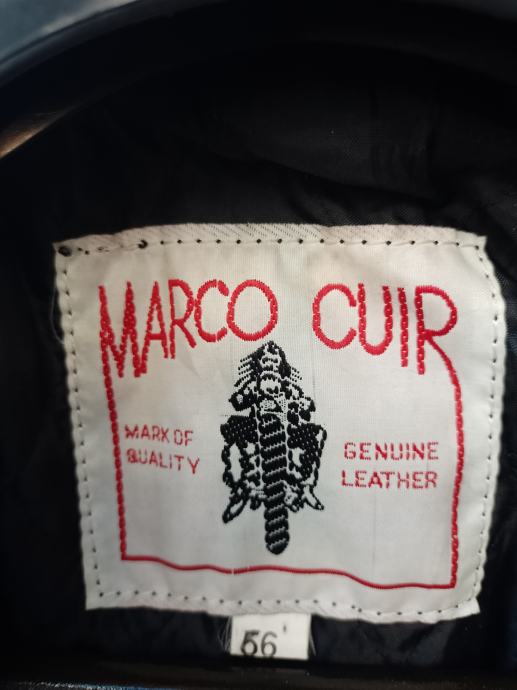 MARCO CUIR
MARK OF
QUALITY
GENUINE
LEATHER
56